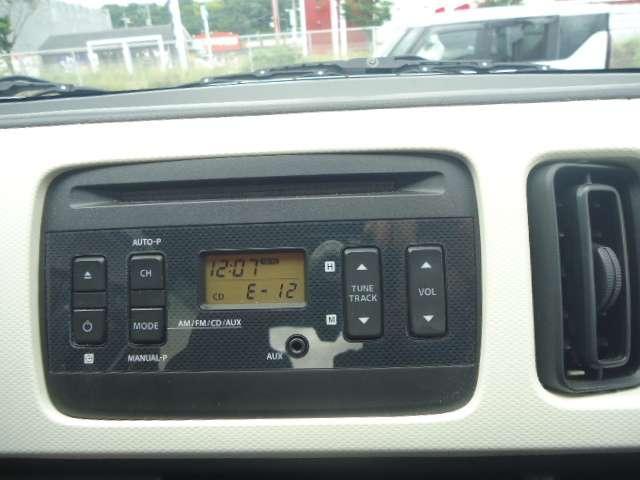 AUTO-P
CH
12:07
H
TUNE
TRACK
VOL
CD E-12
MODE
AM/FM/CD/AUX
M
MANUAL-P
AUX